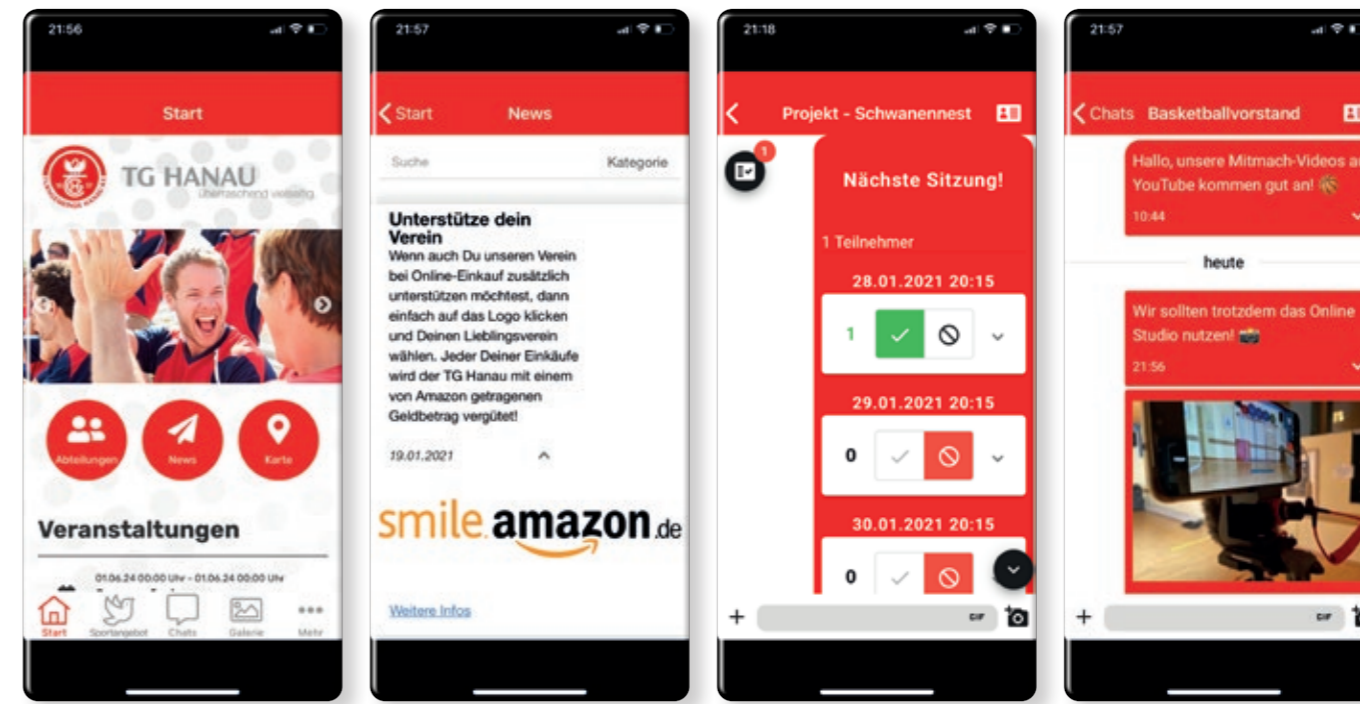 21:56
Start
TG HANAU
überraschend vielseitig.
Abteilungen
News
Karte
Veranstaltungen
01.06.24 00:00 Uhr - 01.06.24 00:00 Uhr
Start
Sportangebot
Chats
Galerie
Mehr
21:57
Start
News
Suche
Kategorie
Unterstütze dein
Verein
Wenn auch Du unseren Verein
bei Online-Einkauf zusätzlich
unterstützen möchtest, dann
einfach auf das Logo klicken
und Deinen Lieblingsverein
wählen. Jeder Deiner Einkäufe
wird der TG Hanau mit einem
von Amazon getragenen
Geldbetrag vergütet!
19.01.2021
smile.amazon.de
Weitere Infos
21:18
Projekt - Schwanennest
1
Nächste Sitzung!
1 Teilnehmer
28.01.2021 20:15
1
29.01.2021 20:15
0
30.01.2021 20:15
0
GIF
21:57
Chats
Basketballvorstand
Hallo, unsere Mitmach-Videos
YouTube kommen gut an! 🏀
10:44
heute
Wir sollten trotzdem das Online
Studio nutzen! 📸
21:56
GIF